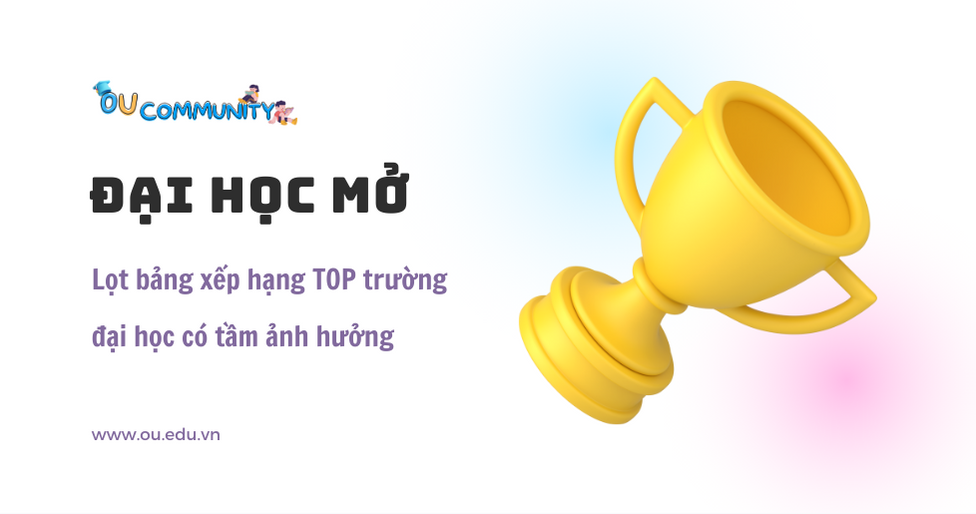 OU COMMUNITY
ĐẠI HỌC MỞ
Lọt bảng xếp hạng TOP trường
đại học có tầm ảnh hưởng
www.ou.edu.vn